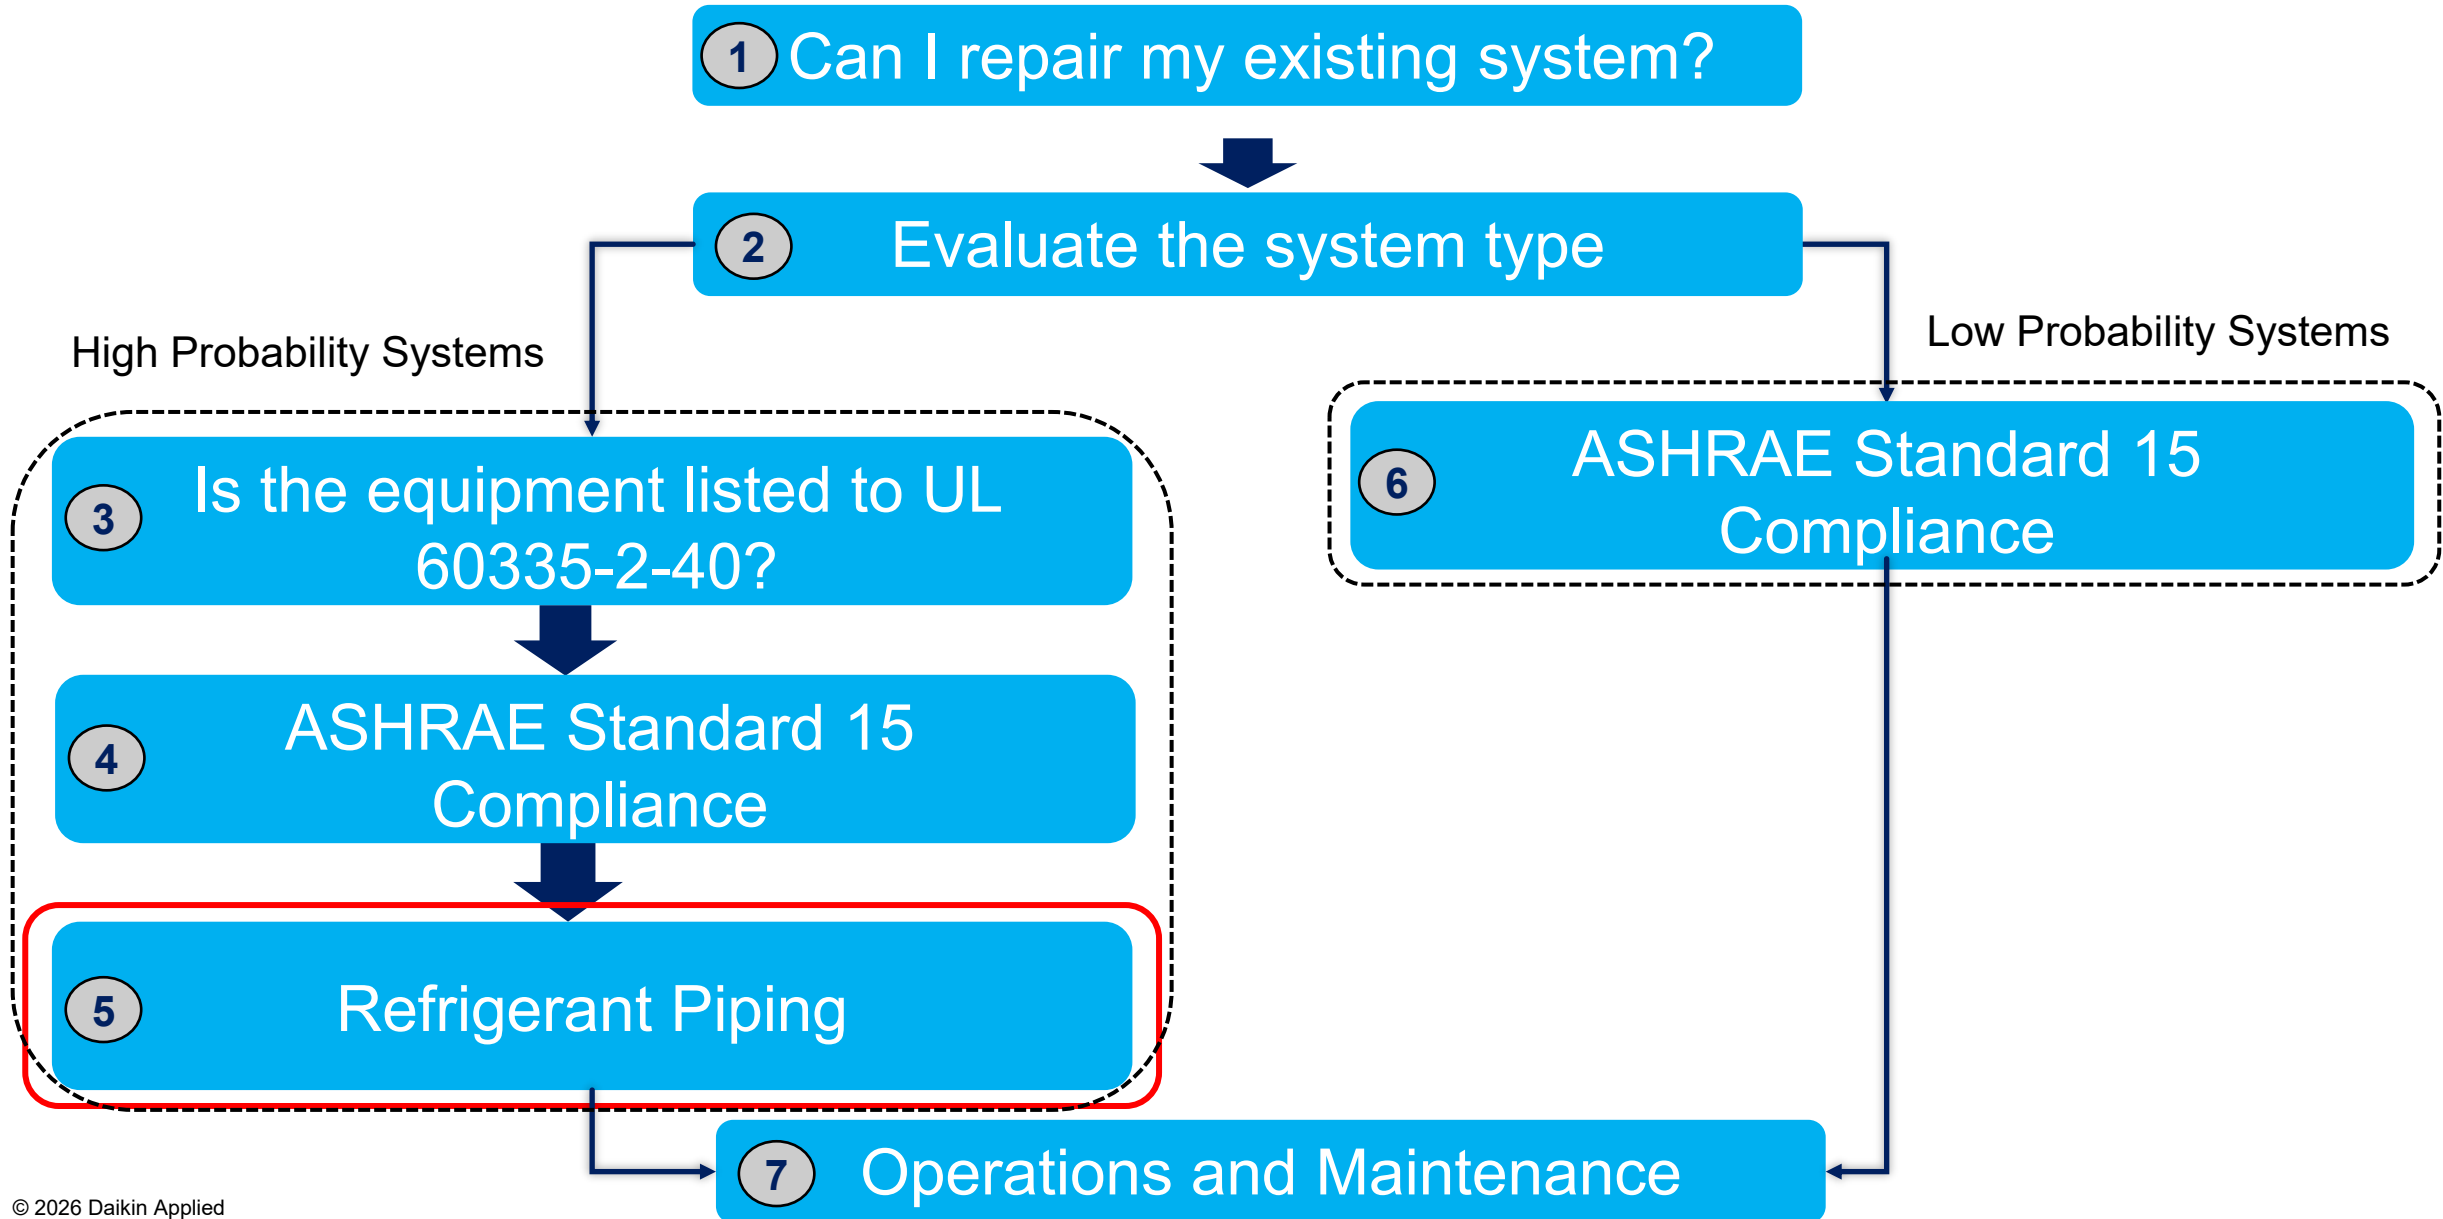 1 Can I repair my existing system?
2 Evaluate the system type
High Probability Systems
Low Probability Systems
3 Is the equipment listed to UL
60335-2-40?
6 ASHRAE Standard 15
Compliance
4 ASHRAE Standard 15
Compliance
5 Refrigerant Piping
7 Operations and Maintenance
© 2026 Daikin Applied